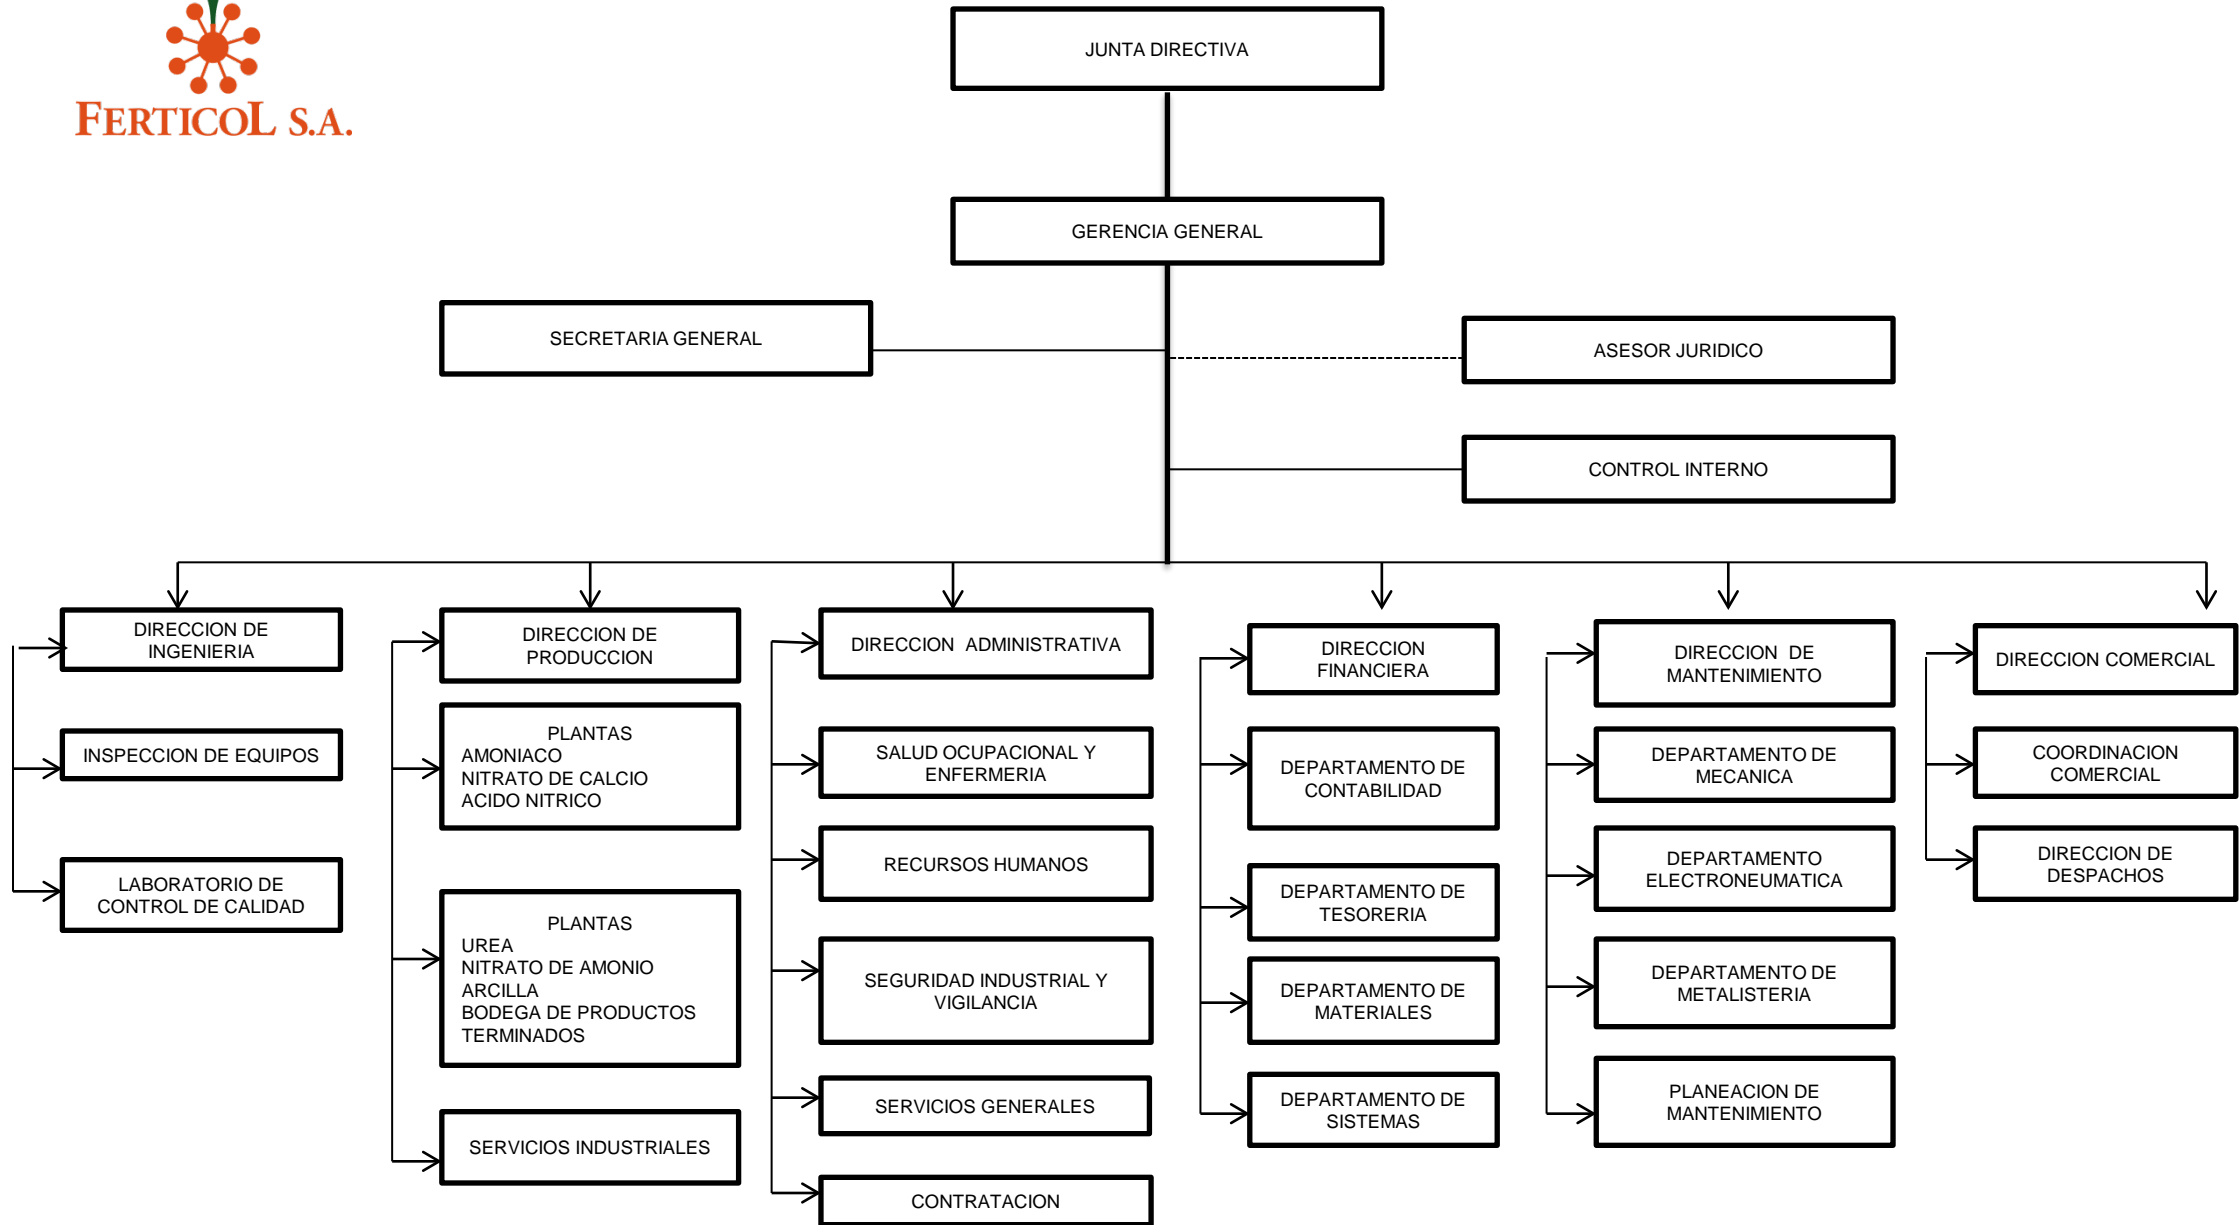 FERTICOL S.A.
JUNTA DIRECTIVA
GERENCIA GENERAL
SECRETARIA GENERAL
ASESOR JURIDICO
CONTROL INTERNO
DIRECCION DE
INGENIERIA
INSPECCION DE EQUIPOS
LABORATORIO DE
CONTROL DE CALIDAD
DIRECCION DE
PRODUCCION
PLANTAS
AMONIACO
NITRATO DE CALCIO
ACIDO NITRICO
PLANTAS
UREA
NITRATO DE AMONIO
ARCILLA
BODEGA DE PRODUCTOS
TERMINADOS
SERVICIOS INDUSTRIALES
DIRECCION ADMINISTRATIVA
SALUD OCUPACIONAL Y
ENFERMERIA
RECURSOS HUMANOS
SEGURIDAD INDUSTRIAL Y
VIGILANCIA
SERVICIOS GENERALES
CONTRATACION
DIRECCION
FINANCIERA
DEPARTAMENTO DE
CONTABILIDAD
DEPARTAMENTO DE
TESORERIA
DEPARTAMENTO DE
MATERIALES
DEPARTAMENTO DE
SISTEMAS
DIRECCION DE
MANTENIMIENTO
DEPARTAMENTO DE
MECANICA
DEPARTAMENTO
ELECTRONEUMATICA
DEPARTAMENTO DE
METALISTERIA
PLANEACION DE
MANTENIMIENTO
DIRECCION COMERCIAL
COORDINACION
COMERCIAL
DIRECCION DE
DESPACHOS